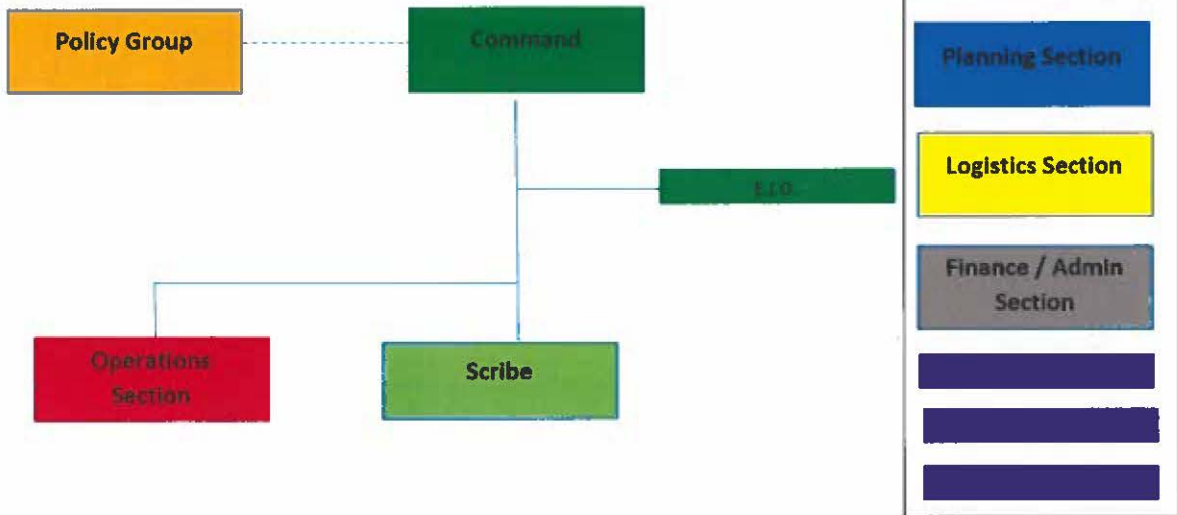 Policy Group
Command
Planning Section
Logistics Section
E.I.O.
Finance / Admin
Section
Operations
Section
Scribe